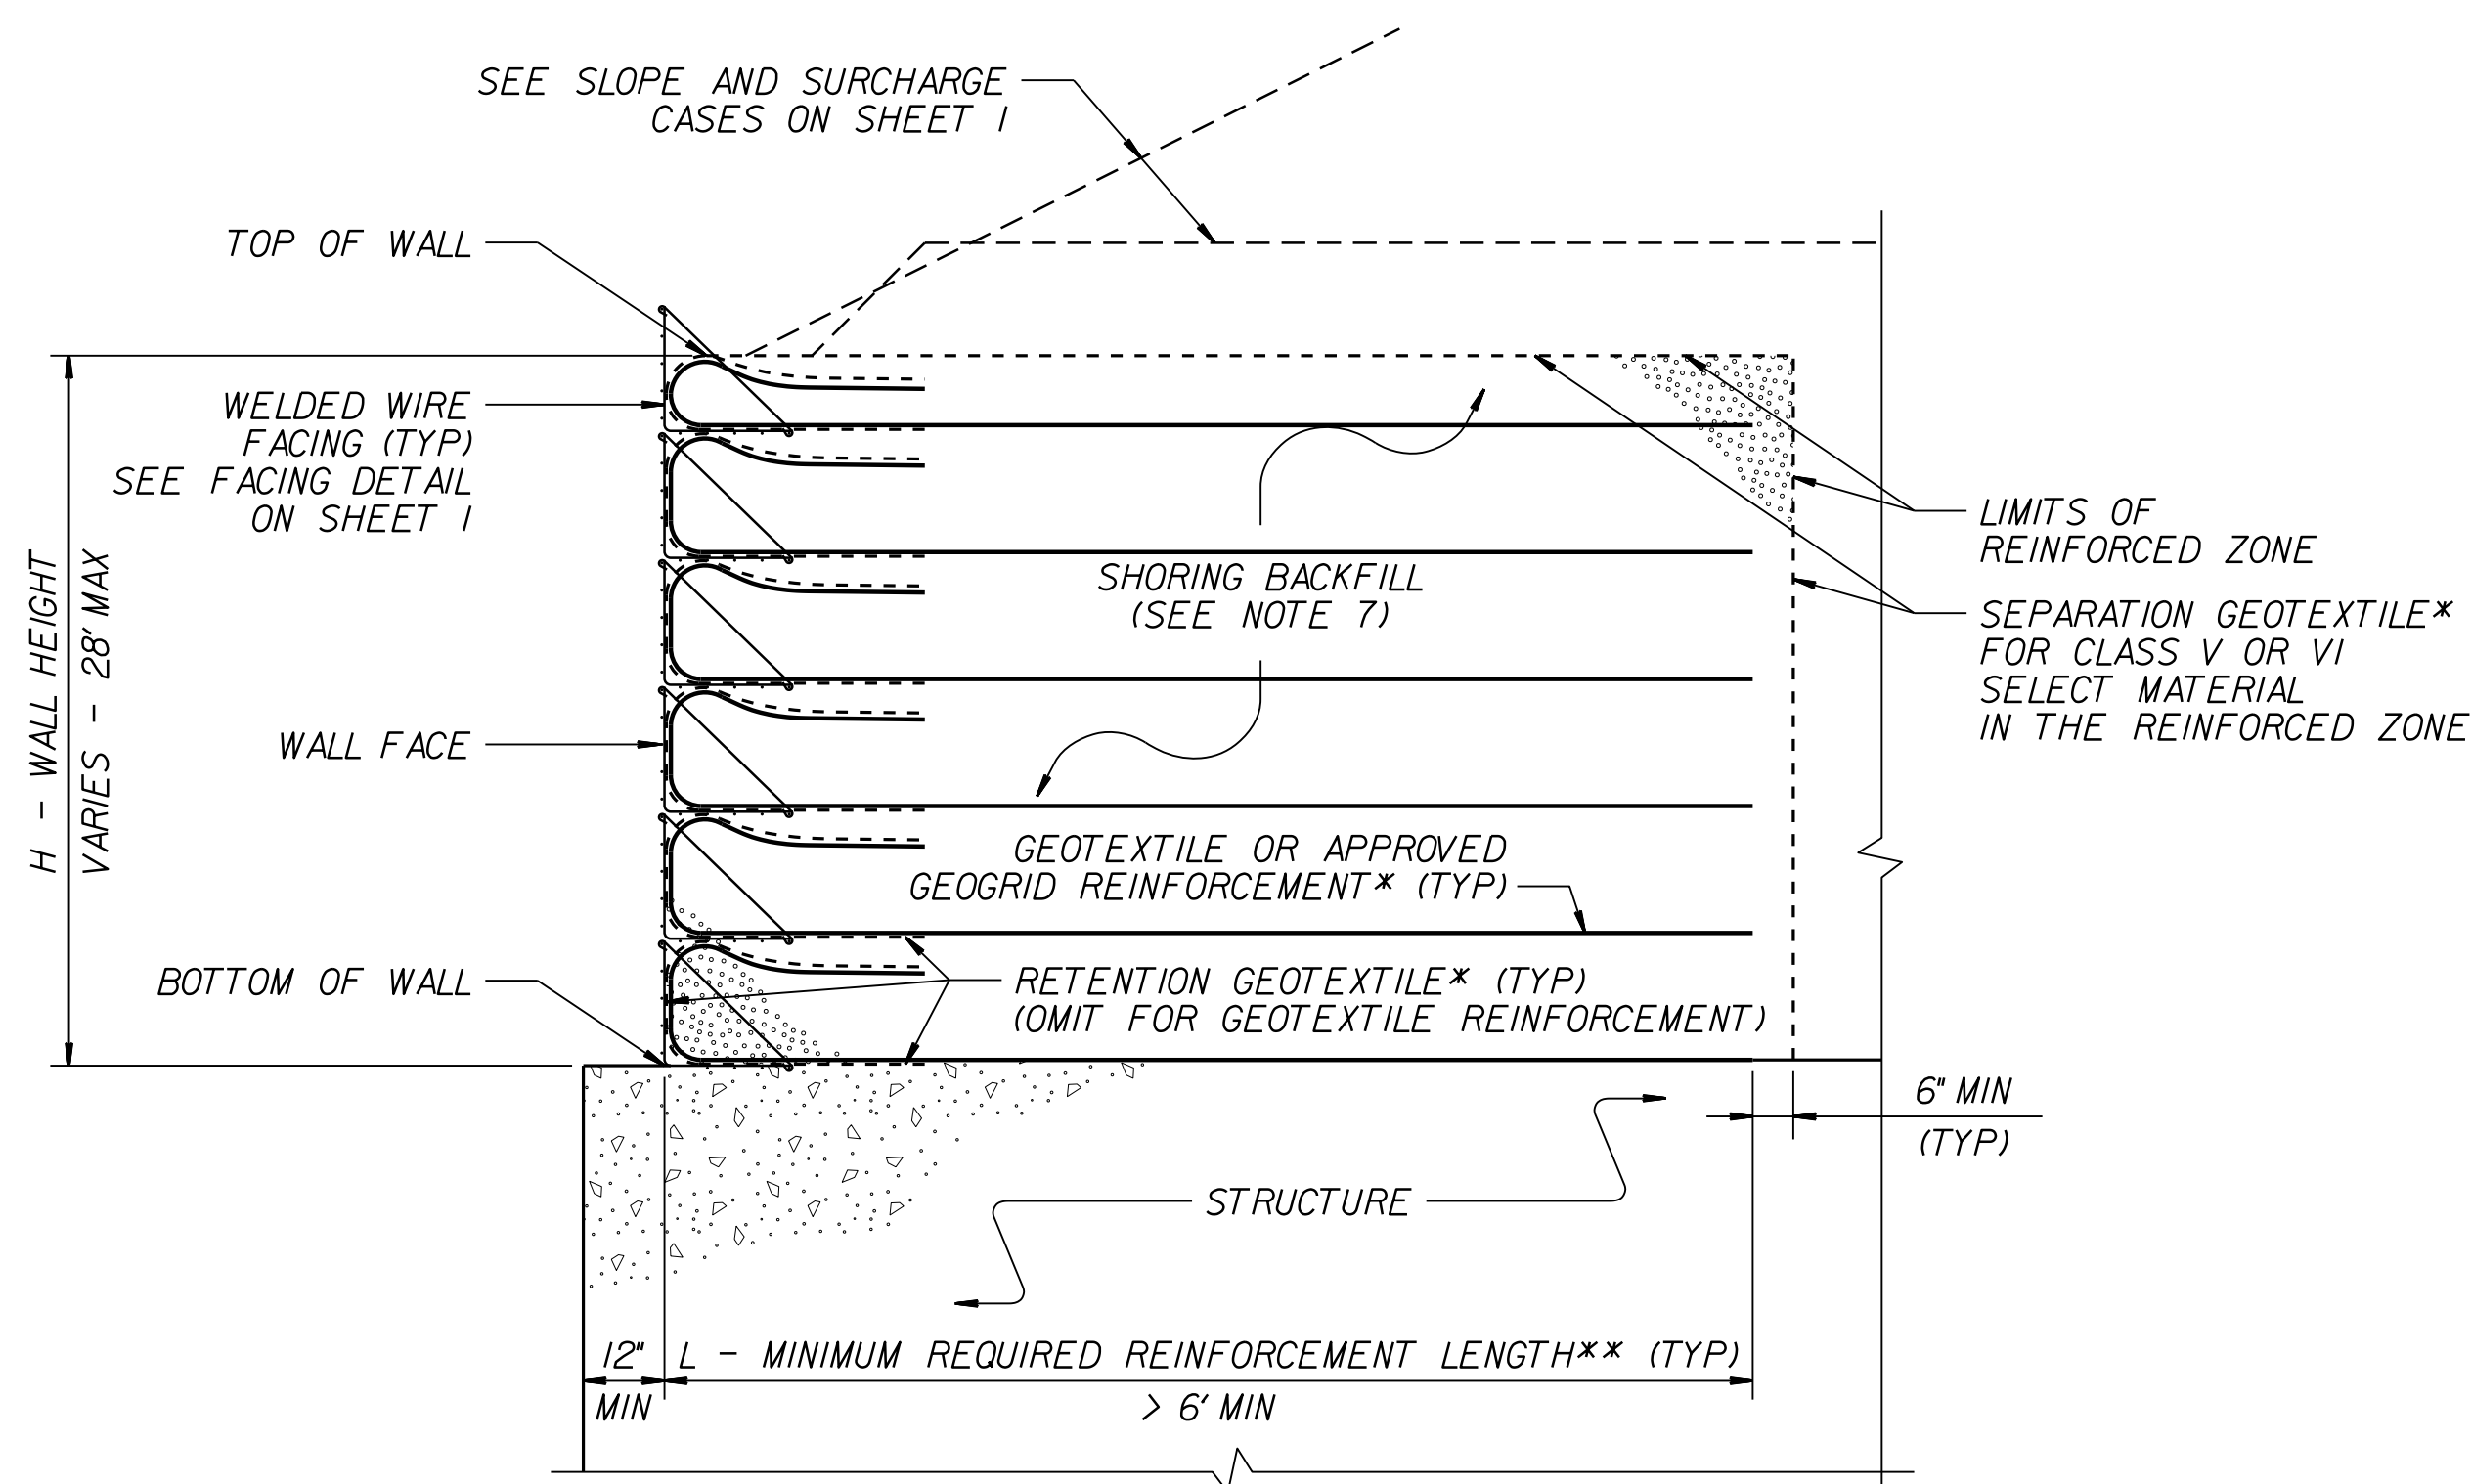 SEE SLOPE AND SURCHARGE
CASES ON SHEET 1
TOP OF WALL
WELDED WIRE
FACING (TYP)
SEE FACING DETAIL
ON SHEET 1
LIMITS OF
REINFORCED ZONE
SHORING BACKFILL
(SEE NOTE 7)
SEPARATION GEOTEXTILE*
FOR CLASS V OR VI
SELECT MATERIAL
IN THE REINFORCED ZONE
H - WALL HEIGHT
VARIES - 28' MAX
WALL FACE
GEOTEXTILE OR APPROVED
GEOGRID REINFORCEMENT* (TYP)
BOTTOM OF WALL
RETENTION GEOTEXTILE* (TYP)
(OMIT FOR GEOTEXTILE REINFORCEMENT)
6" MIN
(TYP)
STRUCTURE
12"
MIN
L - MINIMUM REQUIRED REINFORCEMENT LENGTH** (TYP)
> 6' MIN